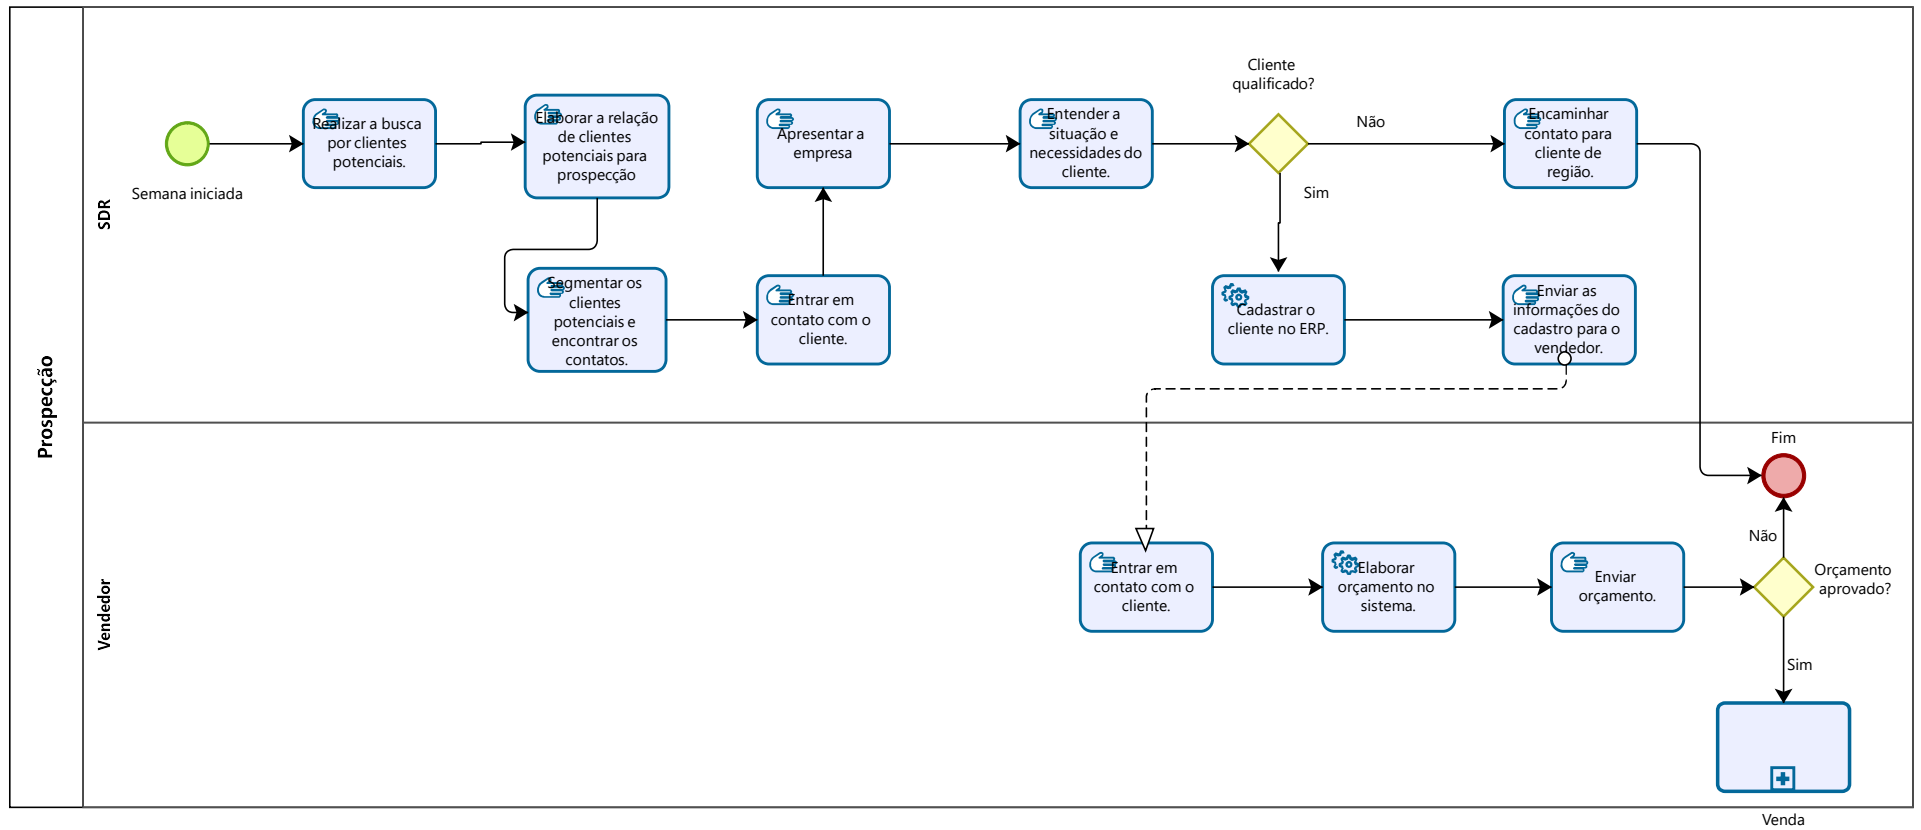 Prospecção
SDR
Semana iniciada
Realizar a busca
por clientes
potenciais.
Elaborar a relação
de clientes
potenciais para
prospecção
Segmentar os
clientes
potenciais e
encontrar os
contatos.
Entrar em
contato com o
cliente.
Apresentar a
empresa
Entender a
situação e
necessidades do
cliente.
Cliente
qualificado?
Não
Sim
Encaminhar
contato para
cliente de
região.
Cadastrar o
cliente no ERP.
Enviar as
informações do
cadastro para o
vendedor.
Vendedor
Entrar em
contato com o
cliente.
Elaborar
orçamento no
sistema.
Enviar
orçamento.
Orçamento
aprovado?
Não
Fim
Sim
Venda